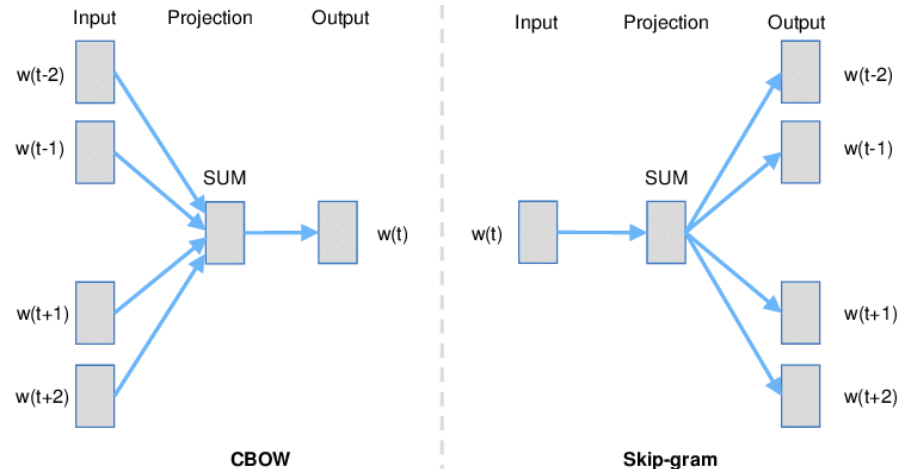 Input Projection Output
w(t-2)
w(t-1)
SUM
w(t)
w(t+1)
w(t+2)
CBOW
Input Projection Output
w(t-2)
w(t-1)
SUM
w(t)
w(t+1)
w(t+2)
Skip-gram